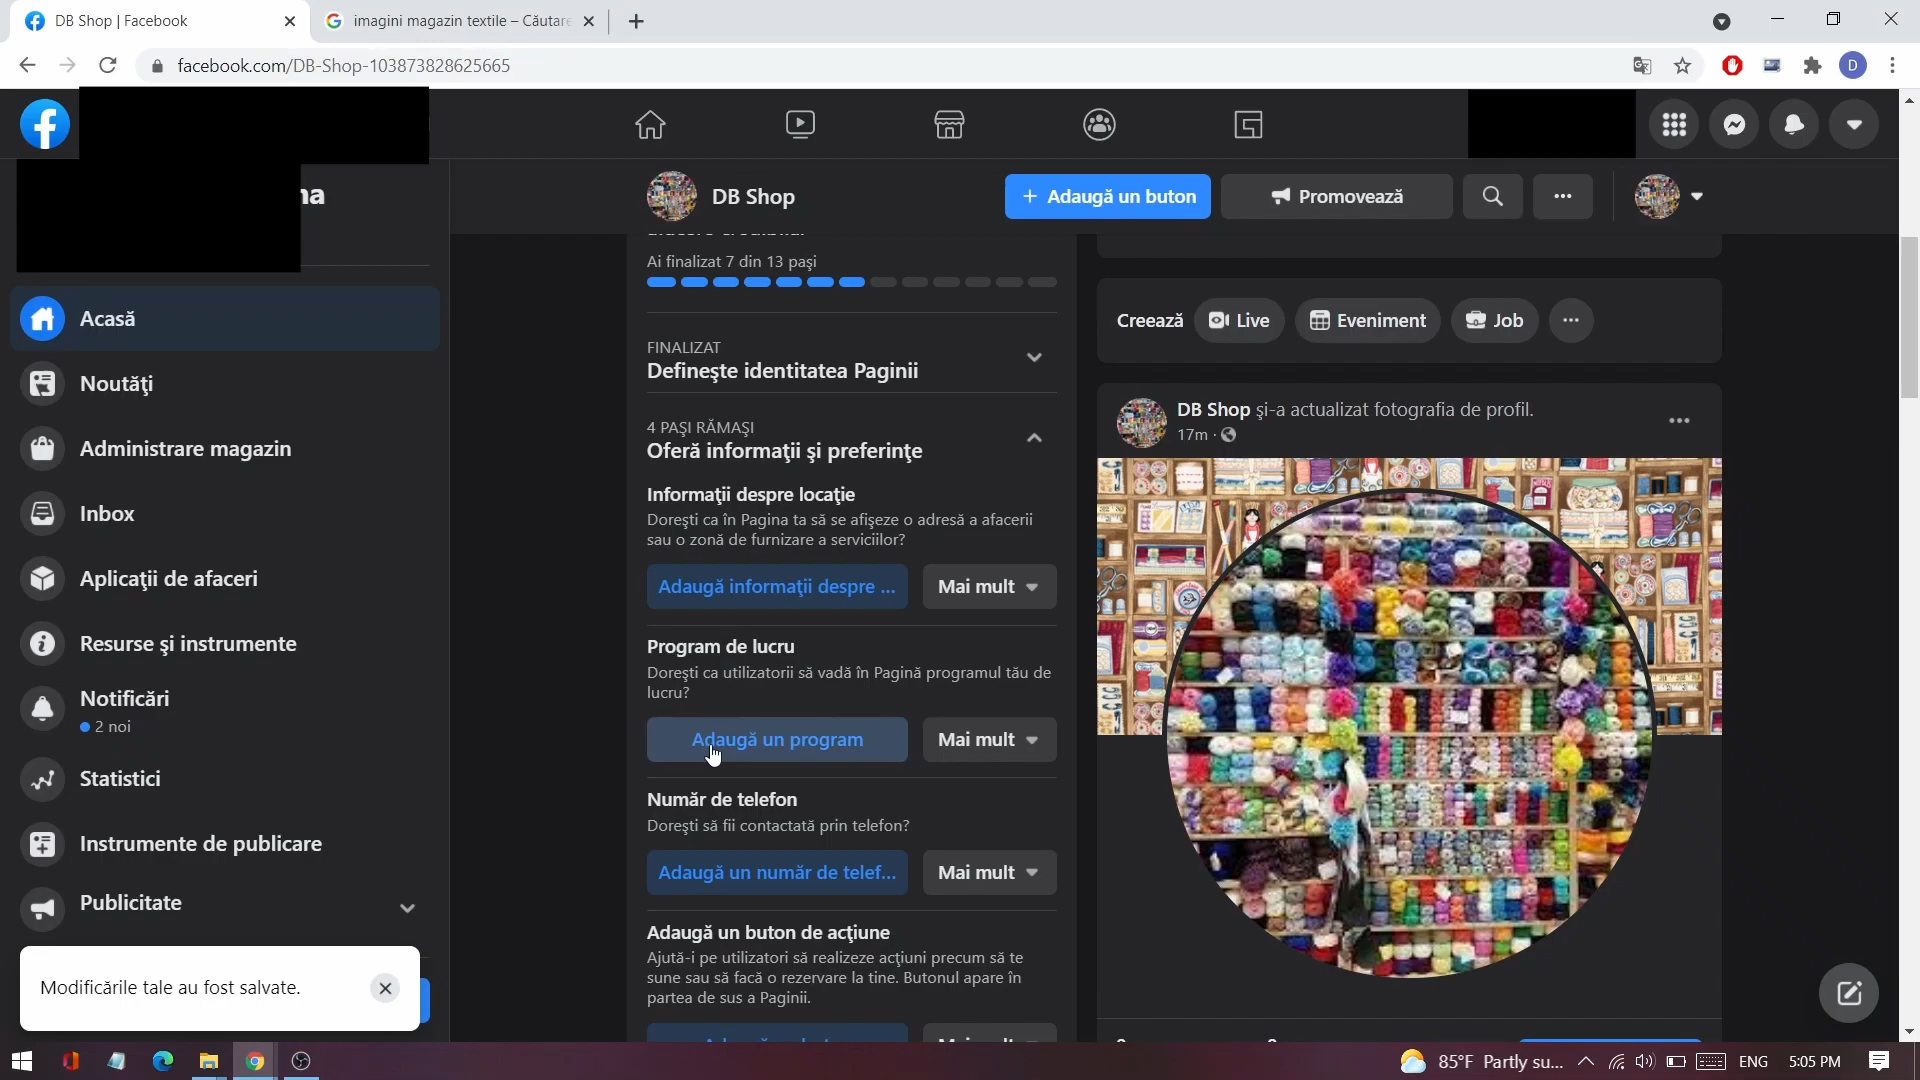 DB Shop | Facebook
imagini magazin textile – Căutare
facebook.com/DB-Shop-103873828625665
D
na
DB Shop
+ Adaugă un buton
Promovează
Ai finalizat 7 din 13 paşi
FINALIZAT
Defineşte identitatea Paginii
4 PAŞI RĂMAŞI
Oferă informaţii şi preferinţe
Informaţii despre locaţie
Doreşti ca în Pagina ta să se afişeze o adresă a afacerii
sau o zonă de furnizare a serviciilor?
Adaugă informaţii despre ...
Mai mult
Program de lucru
Doreşti ca utilizatorii să vadă în Pagină programul tău de
lucru?
Adaugă un program
Mai mult
Număr de telefon
Doreşti să fii contactată prin telefon?
Adaugă un număr de telef...
Mai mult
Adaugă un buton de acţiune
Ajută-i pe utilizatori să realizeze acţiuni precum să te
sune sau să facă o rezervare la tine. Butonul apare în
partea de sus a Paginii.
Acasă
Noutăţi
Administrare magazin
Inbox
Aplicaţii de afaceri
Resurse şi instrumente
Notificări
2 noi
Statistici
Instrumente de publicare
Publicitate
Modificările tale au fost salvate.
Creează
Live
Eveniment
Job
DB Shop şi-a actualizat fotografia de profil.
17m ·
85°F Partly su...
ENG
5:05 PM